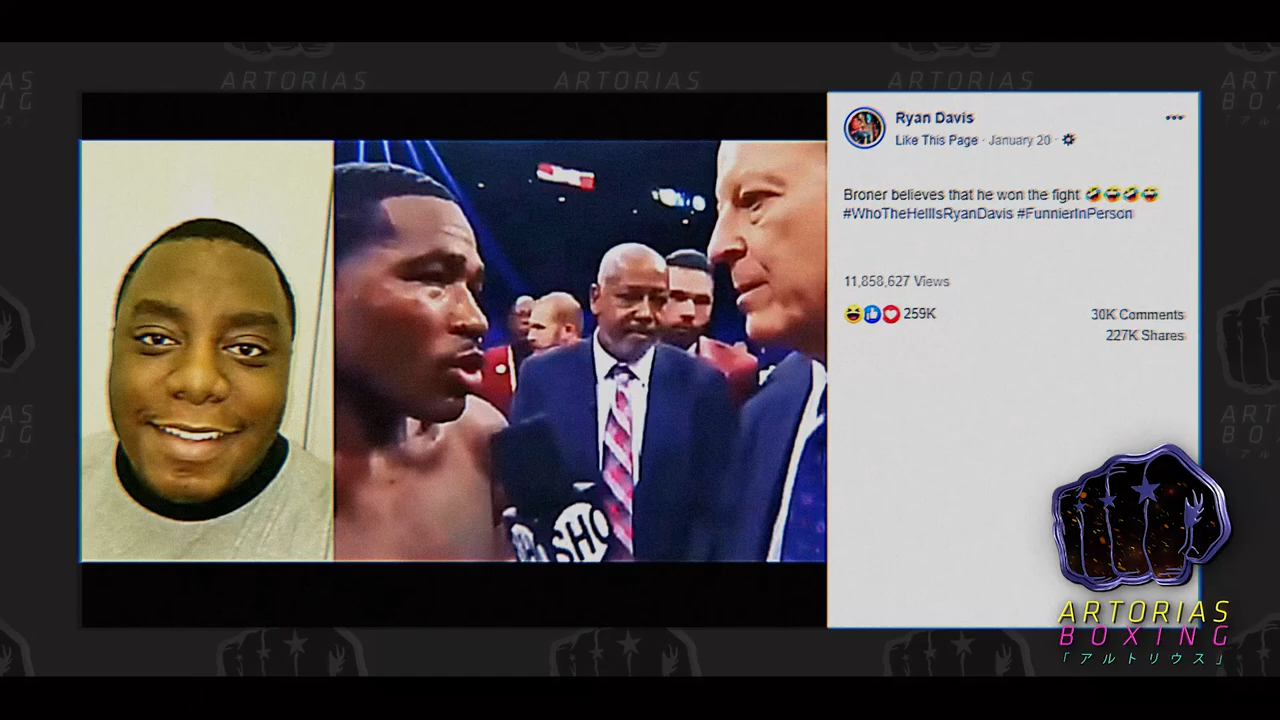 ARTORIAS
ARTORIAS
ARTORIAS
Ryan Davis
Like This Page · January 20 ·
Broner believes that he won the fight 🤣😂🤣😂
#WhoTheHellIsRyanDavis #FunnierInPerson
11,858,627 Views
259K
30K Comments
227K Shares
SHO
ARTORIAS
BOXING
「アルトリウス」